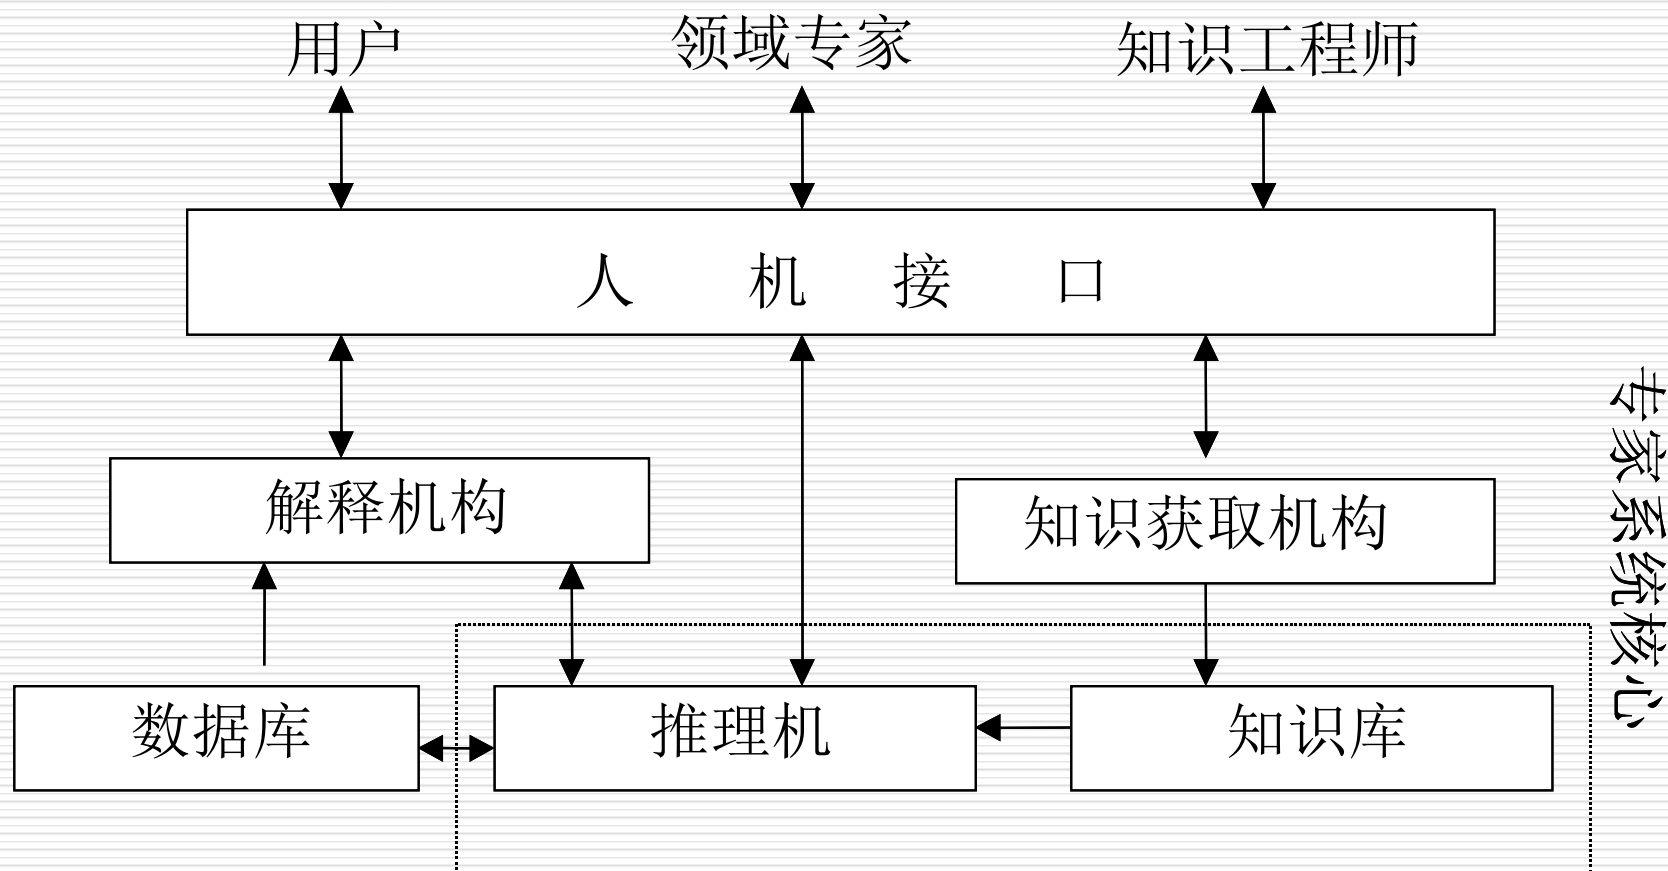 用户
领域专家
知识工程师
人 机 接 口
解释机构
知识获取机构
专家系统核心
数据库
推理机
知识库